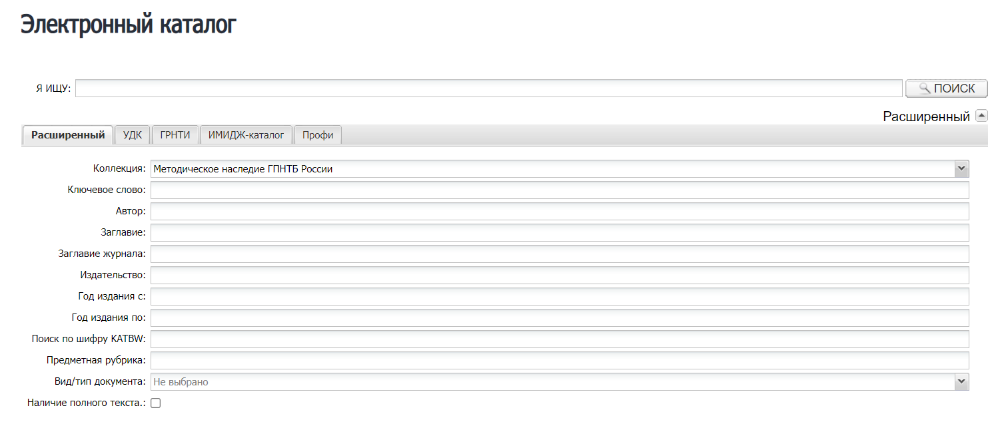 Электронный каталог
Я ИЩУ: ПОИСК
Расширенный
Расширенный УДК ГРНТИ ИМИДЖ-каталог Профи
Коллекция: Методическое наследие ГПНТБ России
Ключевое слово:
Автор:
Заглавие:
Заглавие журнала:
Издательство:
Год издания с:
Год издания по:
Поиск по шифру KATBW:
Предметная рубрика:
Вид/тип документа: Не выбрано
Наличие полного текста.: